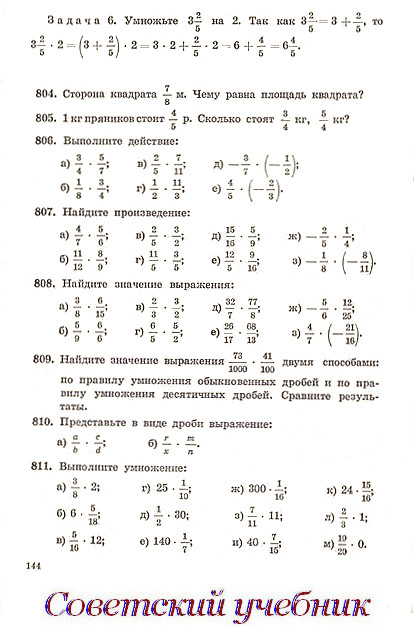 Задача 6. Умножьте 3 2/5 на 2. Так как 3 2/5 = 3 + 2/5, то
3 2/5 · 2 = (3 + 2/5) · 2 = 3 · 2 + 2/5 · 2 = 6 + 4/5 = 6 4/5.
804. Сторона квадрата 7/8 м. Чему равна площадь квадрата?
805. 1 кг пряников стоит 4/5 р. Сколько стоят 3/4 кг, 5/4 кг?
806. Выполните действие:
а) 3/4 · 5/7; в) 2/5 · 7/11; д) − 3/7 · (− 1/2);
б) 1/8 · 3/4; г) 1/2 · 11/3; е) 4/5 · (− 2/3).
807. Найдите произведение:
а) 4/7 · 5/6; в) 2/5 · 3/2; д) 15/16 · 5/9; ж) − 2/5 · 1/4;
б) 11/12 · 8/9; г) 11/5 · 5/3; е) 12/5 · 9/16; з) − 1/8 · (− 8/11).
808. Найдите значение выражения:
а) 3/8 · 6/15; в) 2/3 · 3/2; д) 32/7 · 77/8; ж) − 5/6 · 12/25;
б) 5/9 · 6/6; г) 6/5 · 5/2; е) 26/17 · 68/13; з) 4/7 · (− 21/16).
809. Найдите значение выражения 73/1000 · 41/100 двумя способами:
по правилу умножения обыкновенных дробей и по пра-
вилу умножения десятичных дробей. Сравните резуль-
таты.
810. Представьте в виде дроби выражение:
а) a/b · c/d; б) r/x · m/n.
811. Выполните умножение:
а) 3/8 · 2; г) 25 · 1/10; ж) 300 · 1/16; к) 24 · 15/16;
б) 6 · 5/18; д) 1/2 · 30; з) 7/11 · 11; л) 2/3 · 1;
в) 5/16 · 12; е) 140 · 1/7; и) 40 · 7/15; м) 19/20 · 0.
144
Советский учебник